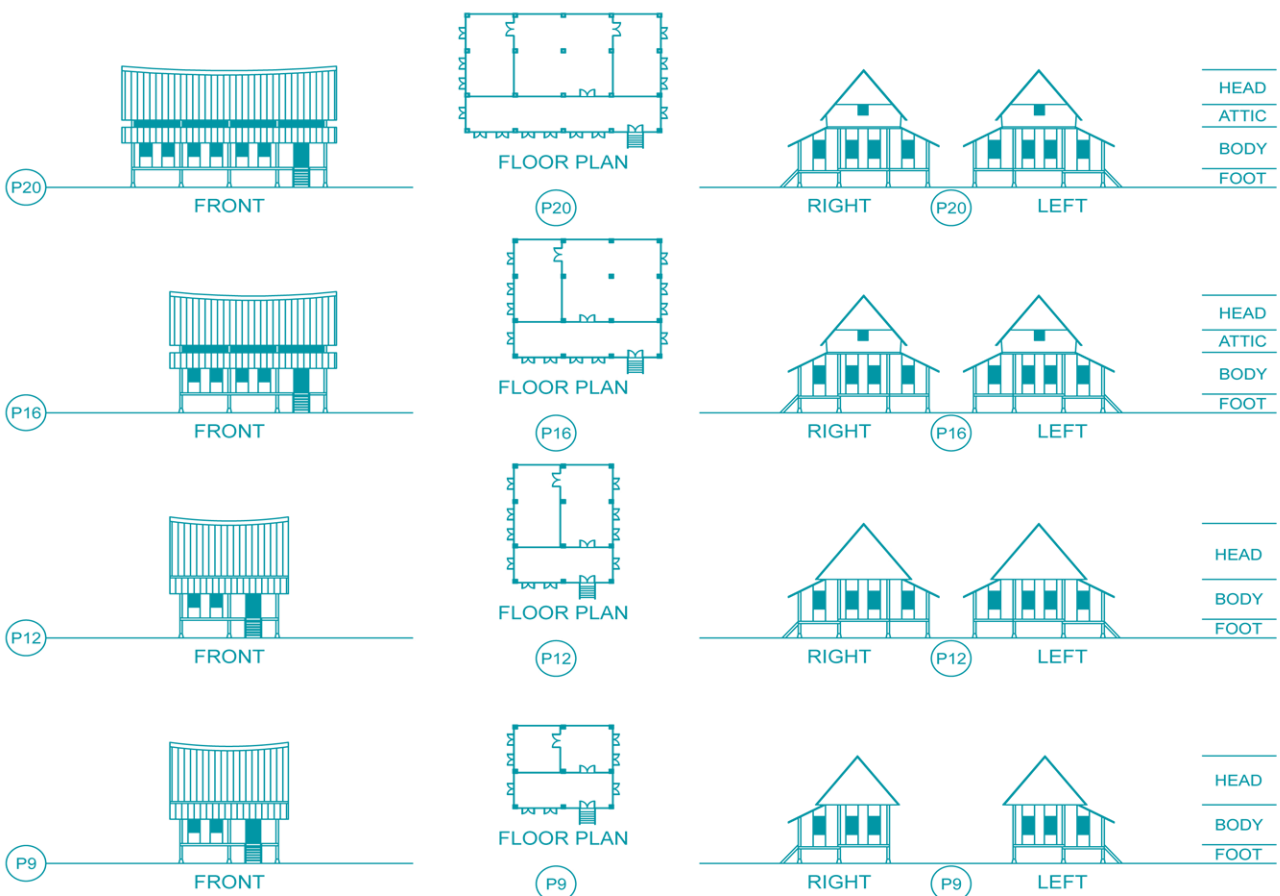 HEAD
ATTIC
BODY
FOOT
FLOOR PLAN
P20
FRONT
P20
RIGHT
P20
LEFT
HEAD
ATTIC
BODY
FOOT
FLOOR PLAN
P16
FRONT
P16
RIGHT
P16
LEFT
HEAD
BODY
FOOT
FLOOR PLAN
P12
FRONT
P12
RIGHT
P12
LEFT
HEAD
BODY
FOOT
FLOOR PLAN
P9
FRONT
P9
RIGHT
P9
LEFT